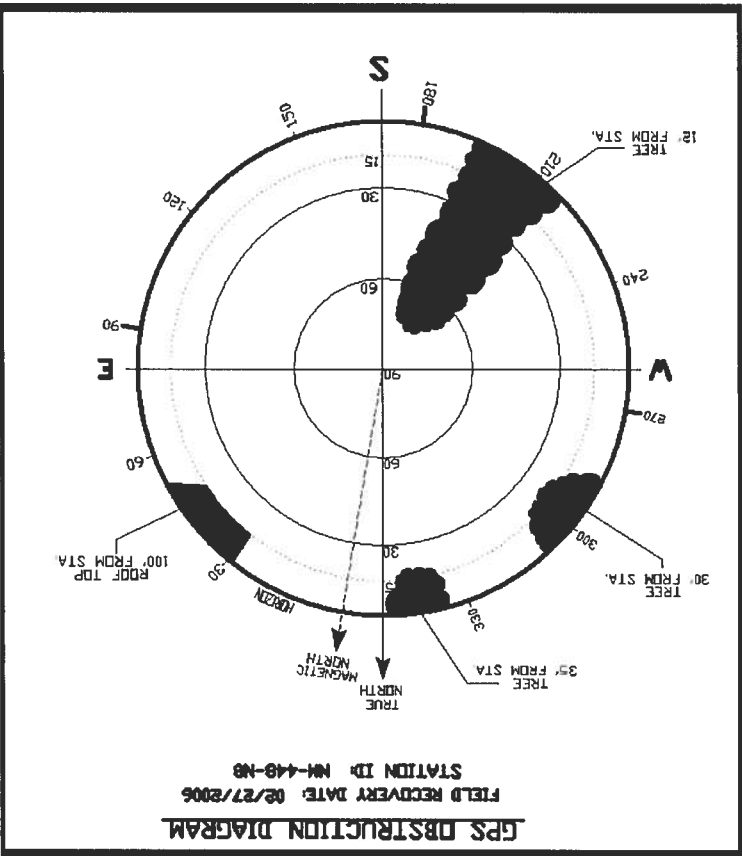 GPS OBSTRUCTION DIAGRAM
FIELD RECOVERY DATE: 02/27/2006
STATION ID: NM-448-N8
TREE
35' FROM STA.
TRUE
NORTH
MAGNETIC
NORTH
HORIZON
TREE
30' FROM STA.
ROOF TOP
100' FROM STA.
330
300
30
60
15
30
60
90
W
E
270
90
240
120
60
30
15
210
150
180
TREE
12' FROM STA.
S